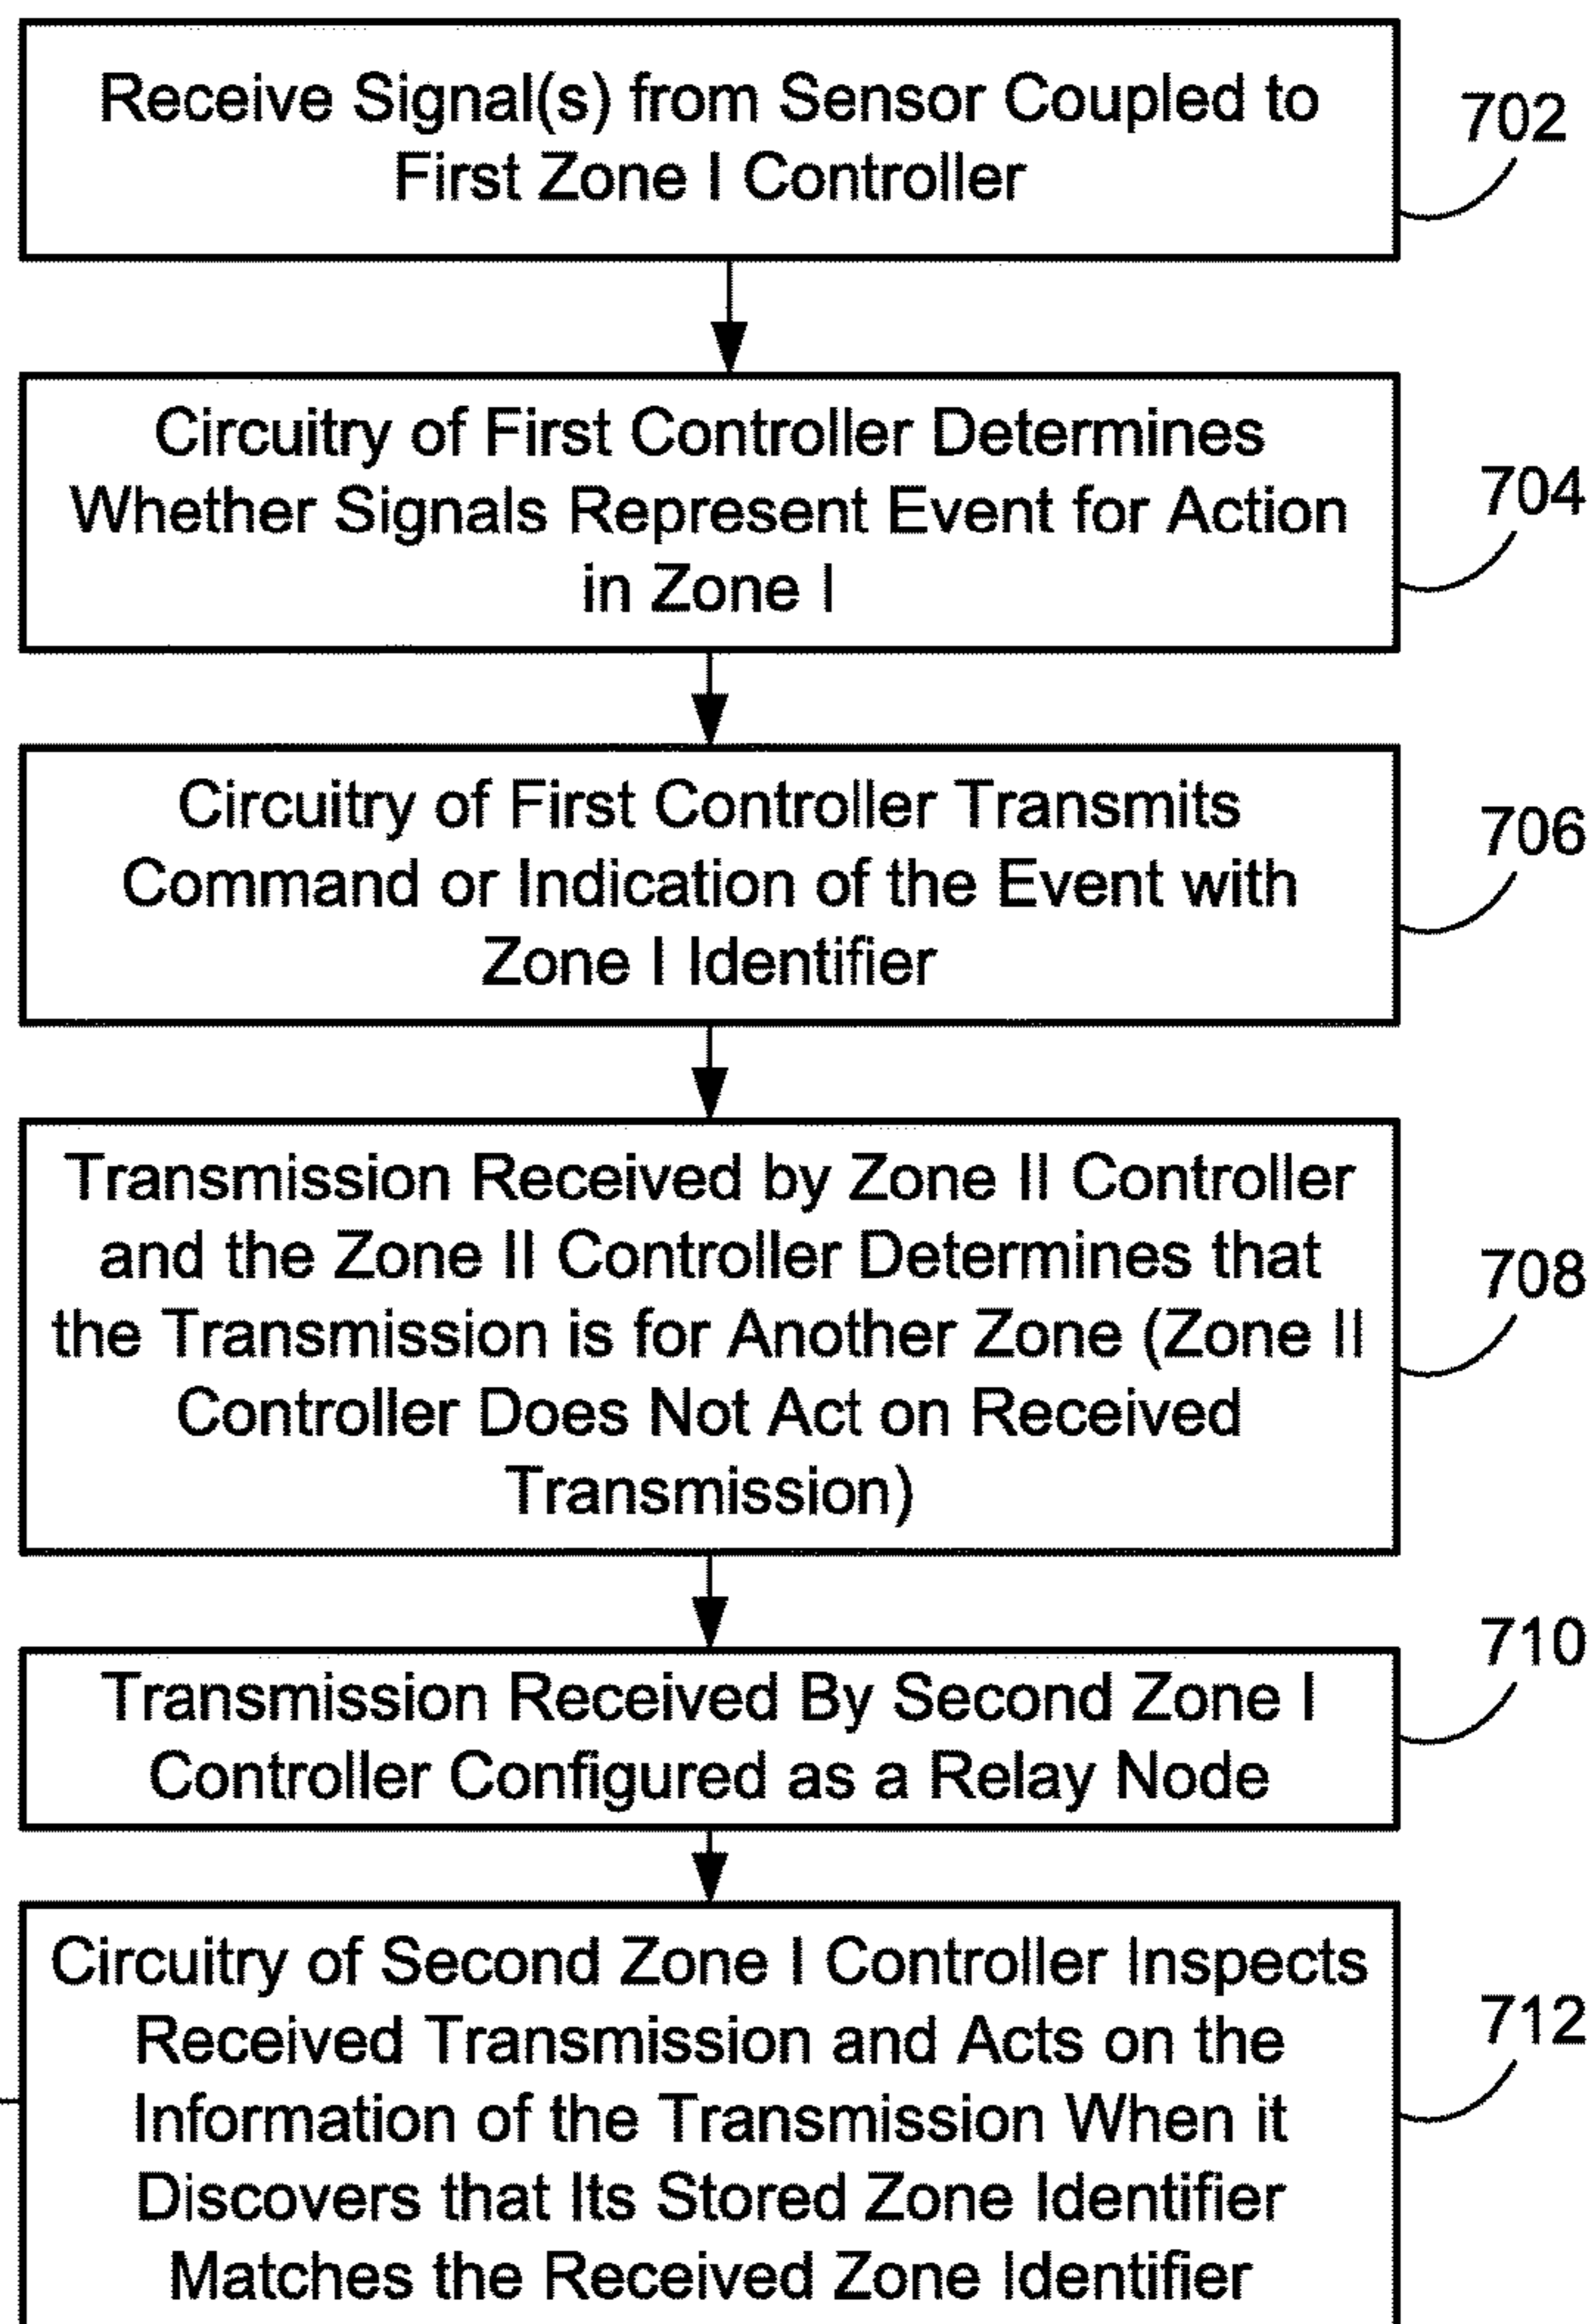 Receive Signal(s) from Sensor Coupled to
First Zone I Controller
702
Circuitry of First Controller Determines
Whether Signals Represent Event for Action
in Zone I
704
Circuitry of First Controller Transmits
Command or Indication of the Event with
Zone I Identifier
706
Transmission Received by Zone II Controller
and the Zone II Controller Determines that
the Transmission is for Another Zone (Zone II
Controller Does Not Act on Received
Transmission)
708
Transmission Received By Second Zone I
Controller Configured as a Relay Node
710
Circuitry of Second Zone I Controller Inspects
Received Transmission and Acts on the
Information of the Transmission When it
Discovers that Its Stored Zone Identifier
Matches the Received Zone Identifier
712